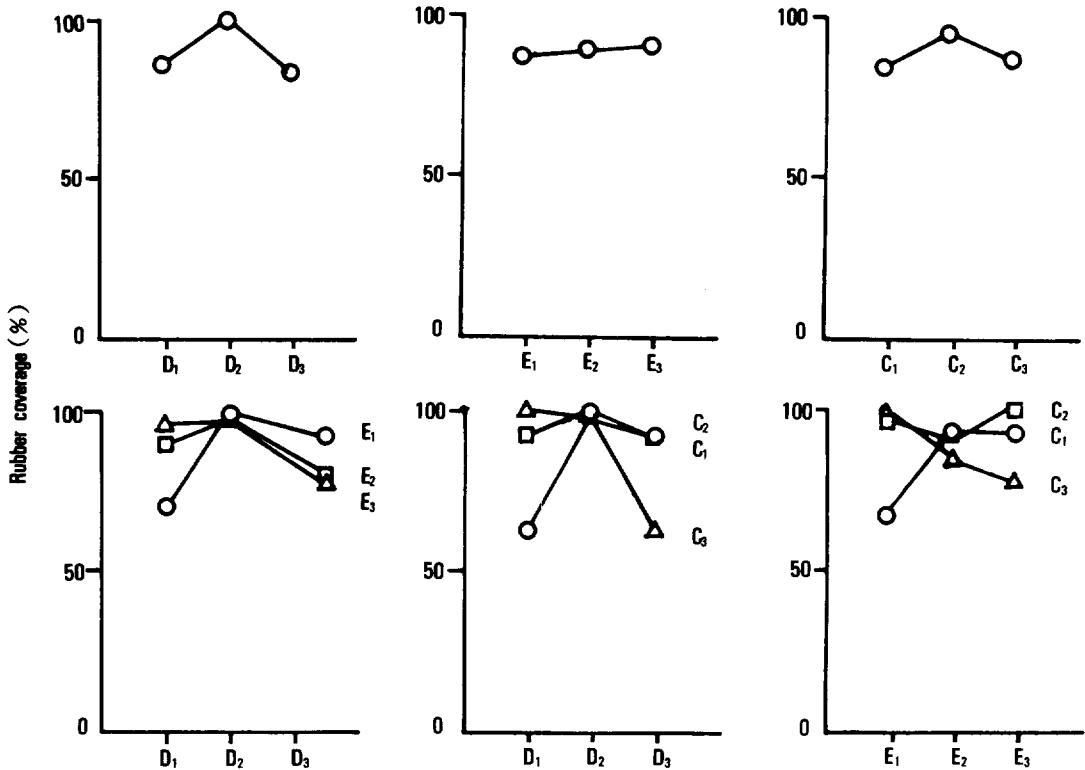 Rubber coverage (%)
100
50
0
D₁ D₂ D₃
100
50
0
E₁ E₂ E₃
100
50
0
C₁ C₂ C₃
100
50
0
E₁
E₂
E₃
D₁ D₂ D₃
100
50
0
C₂
C₁
C₃
D₁ D₂ D₃
100
50
0
C₂
C₁
C₃
E₁ E₂ E₃